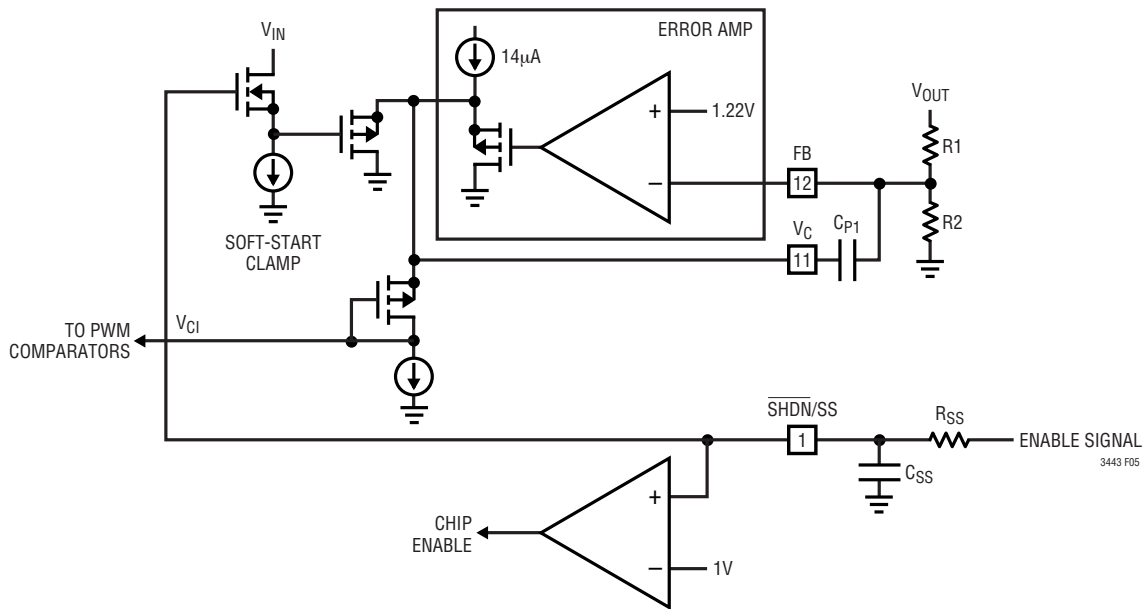 V_IN
ERROR AMP
14µA
+
1.22V
V_OUT
R1
FB
–
12
SOFT-START
CLAMP
V_C
C_P1
R2
11
TO PWM
COMPARATORS
V_CI
SHDN/SS
R_SS
1
ENABLE SIGNAL
3443 F05
C_SS
+
CHIP
ENABLE
–
1V